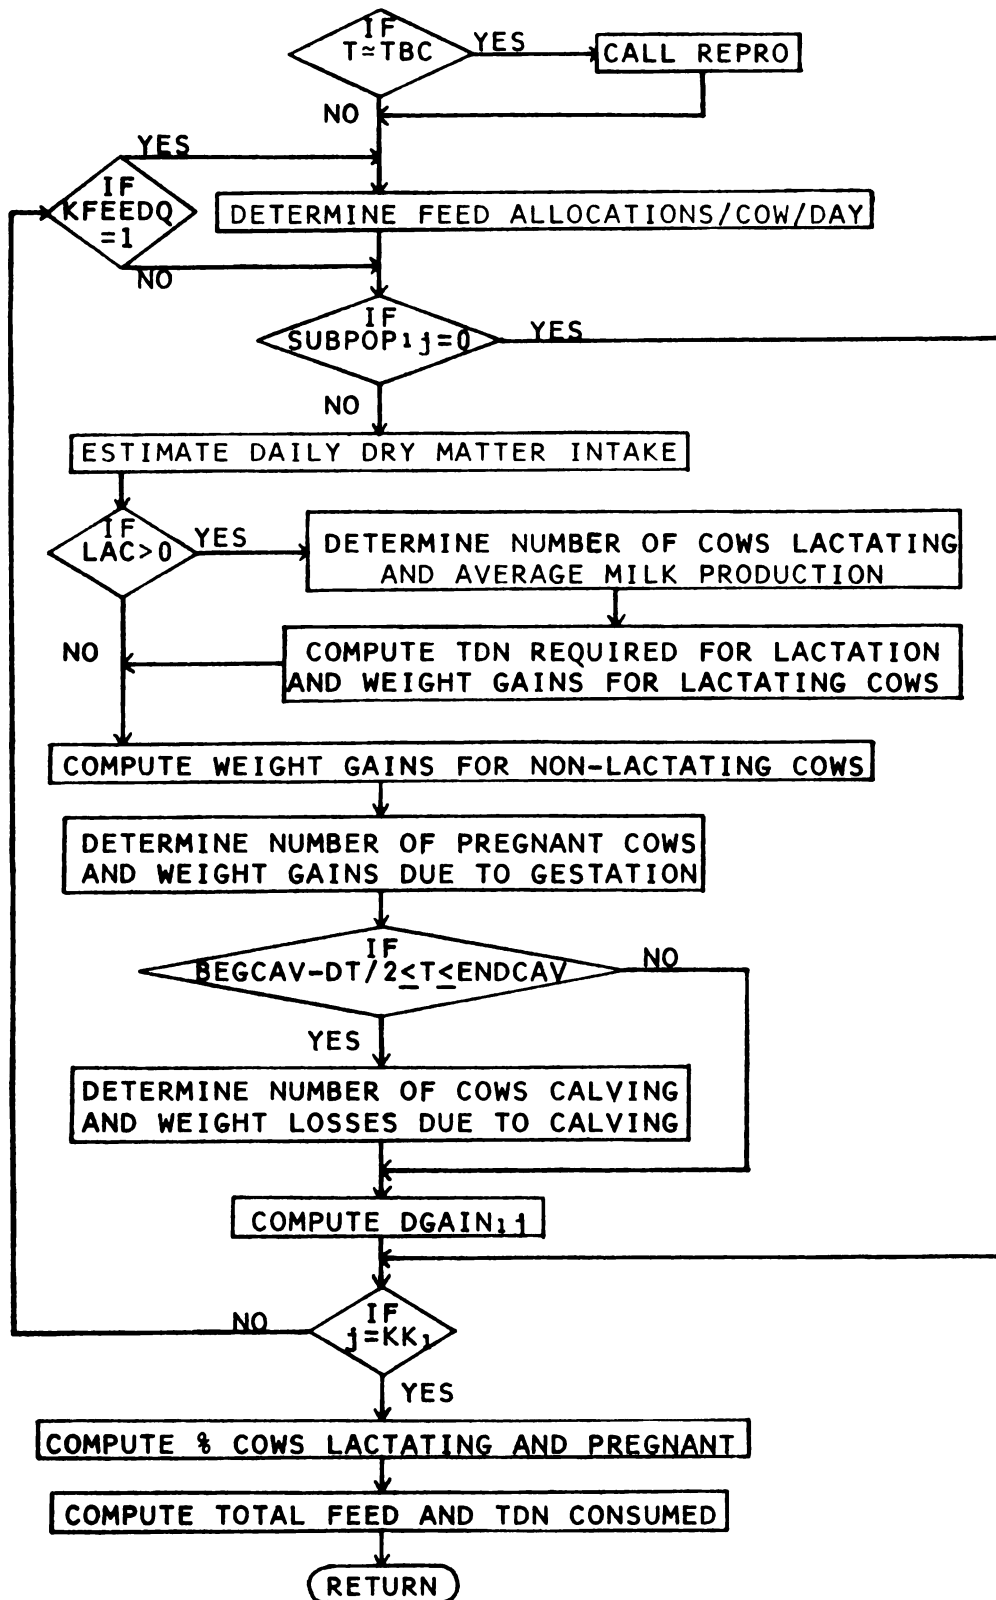 IF
T≃TBC
YES
CALL REPRO
NO
YES
IF
KFEEDQ
=1
DETERMINE FEED ALLOCATIONS/COW/DAY
NO
IF
SUBPOPij=0
YES
NO
ESTIMATE DAILY DRY MATTER INTAKE
IF
LAC>0
YES
DETERMINE NUMBER OF COWS LACTATING
AND AVERAGE MILK PRODUCTION
NO
COMPUTE TDN REQUIRED FOR LACTATION
AND WEIGHT GAINS FOR LACTATING COWS
COMPUTE WEIGHT GAINS FOR NON-LACTATING COWS
DETERMINE NUMBER OF PREGNANT COWS
AND WEIGHT GAINS DUE TO GESTATION
IF
BEGCAV-DT/2≤T≤ENDCAV
NO
YES
DETERMINE NUMBER OF COWS CALVING
AND WEIGHT LOSSES DUE TO CALVING
COMPUTE DGAINij
IF
j=KKi
NO
YES
COMPUTE % COWS LACTATING AND PREGNANT
COMPUTE TOTAL FEED AND TDN CONSUMED
RETURN